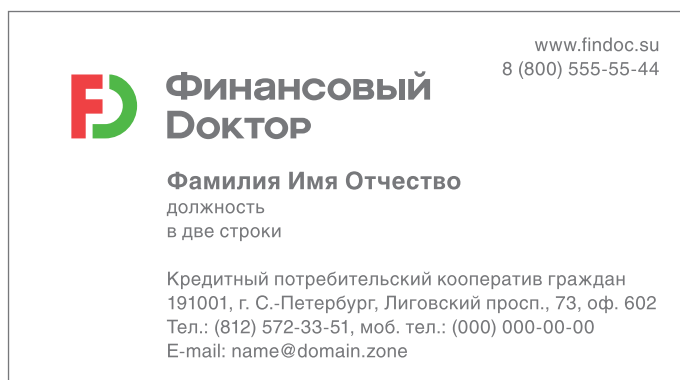 www.findoc.su
8 (800) 555-55-44
FD
Финансовый
Dоктор
Фамилия Имя Отчество
должность
в две строки
Кредитный потребительский кооператив граждан
191001, г. С.-Петербург, Лиговский просп., 73, оф. 602
Тел.: (812) 572-33-51, моб. тел.: (000) 000-00-00
E-mail: name@domain.zone